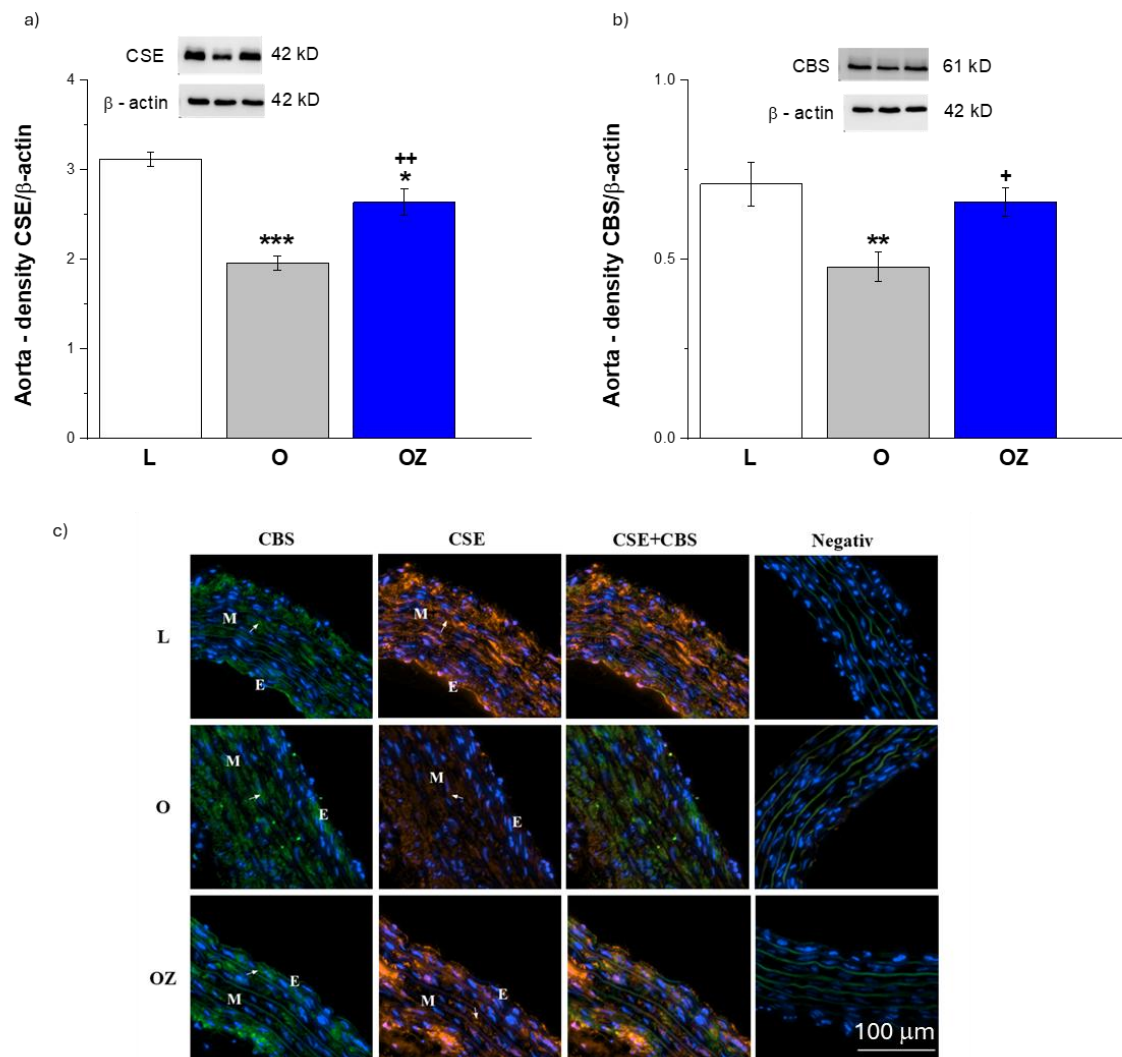 a)
CSE 42 kD
β - actin 42 kD
Aorta - density CSE/β-actin
4
3
2
1
0
***
++
*
L O OZ
b)
CBS 61 kD
β - actin 42 kD
Aorta - density CBS/β-actin
1.0
0.5
0.0
**
+
L O OZ
c)
CBS CSE CSE+CBS Negativ
L
M
E
M
E
O
M
E
M
E
OZ
E
M
E
M
100 µm